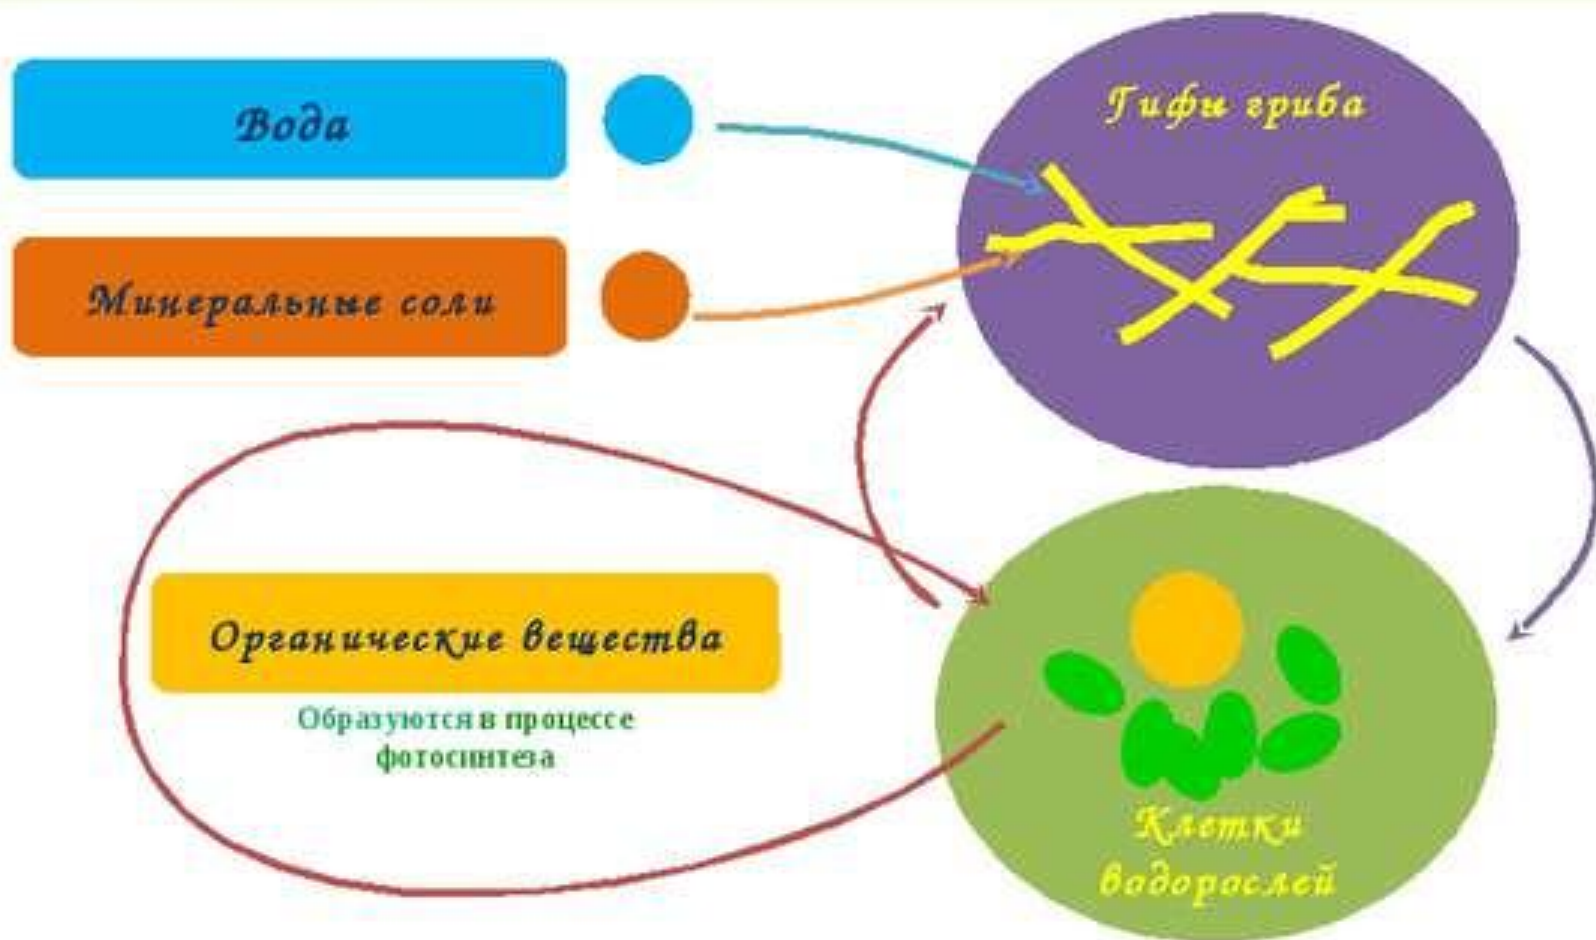 Вода
Гифы гриба
Минеральные соли
Органические вещества
Образуются в процессе
фотосинтеза
Клетки
водорослей